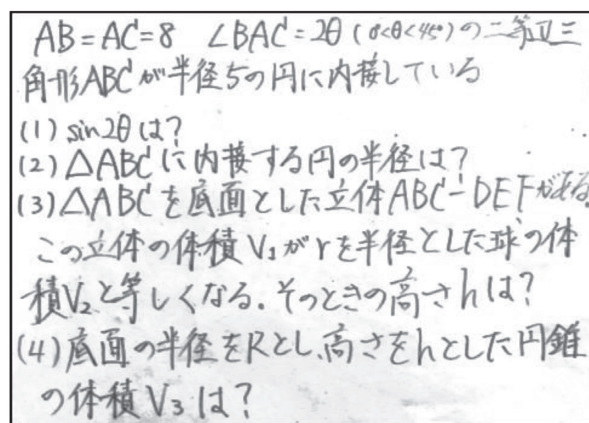 AB=AC=8 ∠BAC=2θ (0<θ<45°)の二等辺三
角形ABCが半径5の円に内接している
(1) sin2θは?
(2) △ABCに内接する円の半径は?
(3) △ABCを底面とした立体ABC-DEFがある。
この立体の体積V₁がrを半径とした球の体
積V₂と等しくなる. そのときの高さhは?
(4) 底面の半径をRとし、高さをhとした円錐
の体積V₃は?